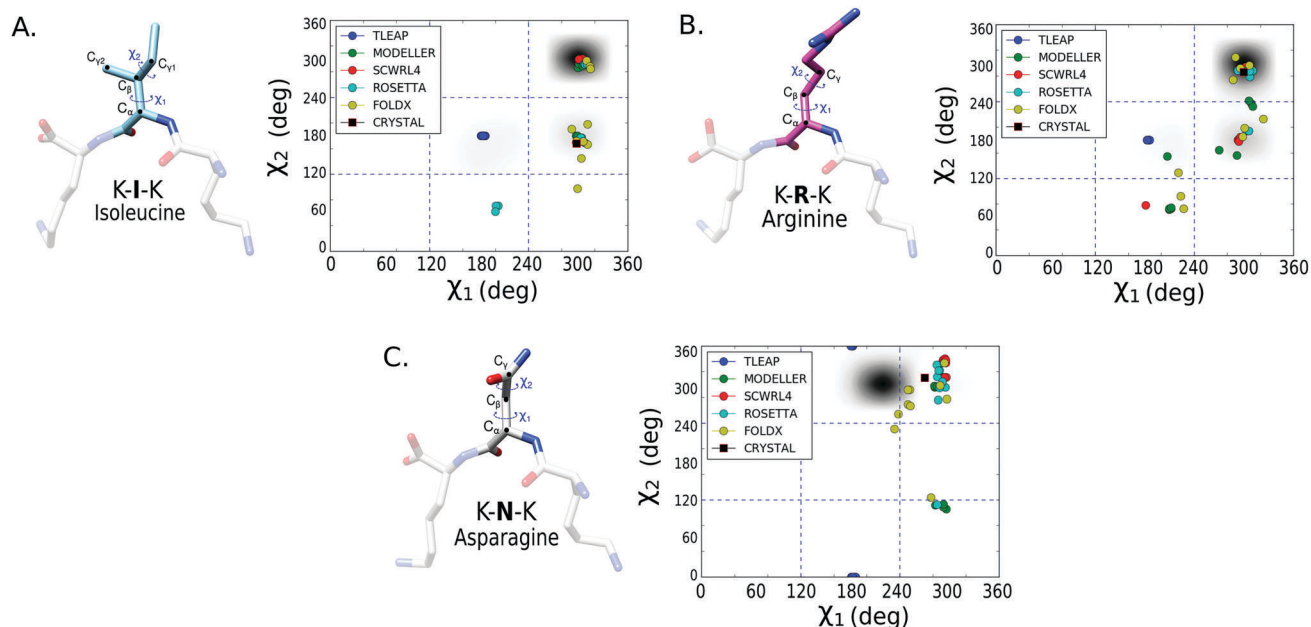 A.
Cγ2
χ2
Cγ1
Cβ
χ1
Cα
K-I-K
Isoleucine
360
300
240
180
120
60
0
χ2 (deg)
TLEAP
MODELLER
SCWRL4
ROSETTA
FOLDX
CRYSTAL
0 60 120 180 240 300 360
χ1 (deg)
B.
χ2
Cγ
Cβ
χ1
Cα
K-R-K
Arginine
360
300
240
180
120
60
0
χ2 (deg)
TLEAP
MODELLER
SCWRL4
ROSETTA
FOLDX
CRYSTAL
0 60 120 180 240 300 360
χ1 (deg)
C.
Cγ
χ2
Cβ
χ1
Cα
K-N-K
Asparagine
360
300
240
180
120
60
0
χ2 (deg)
TLEAP
MODELLER
SCWRL4
ROSETTA
FOLDX
CRYSTAL
0 60 120 180 240 300 360
χ1 (deg)